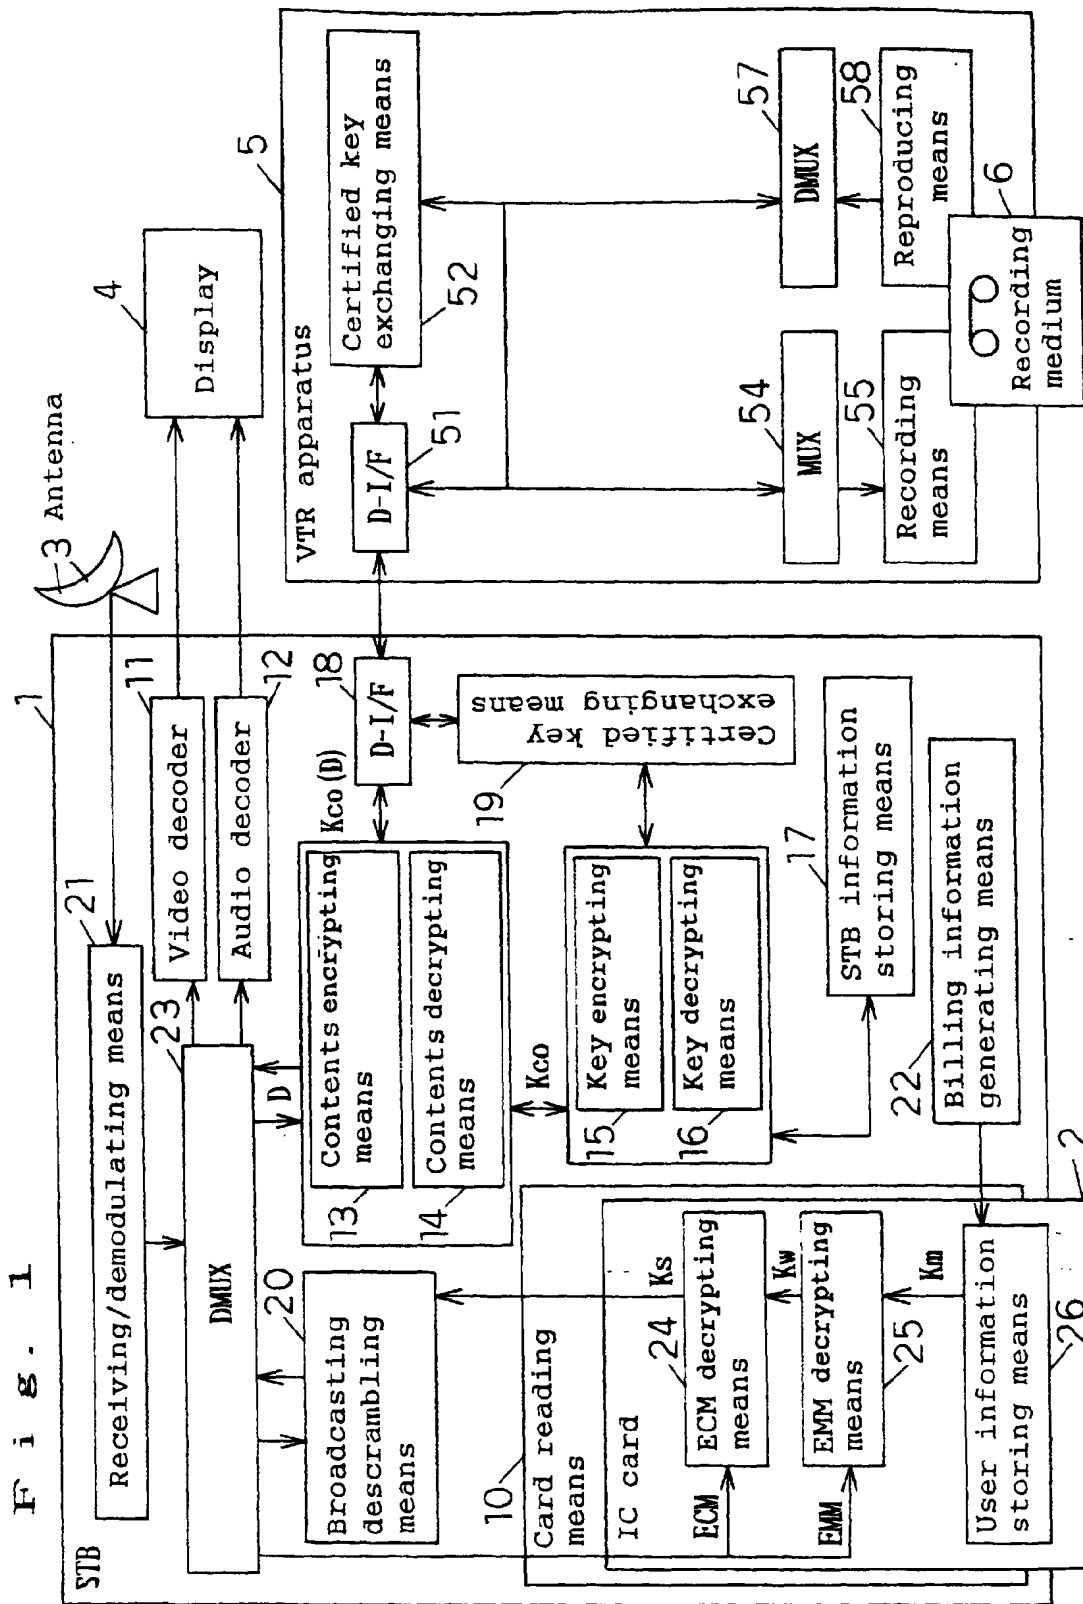 Fig. 1
STB
1
Receiving/demodulating means
21
3
Antenna
DMUX
23
Video decoder
11
Audio decoder
12
Display
4
Broadcasting
descrambling
means
20
D
Contents encrypting
means
13
Contents decrypting
means
14
Kco(D)
D-I/F
18
Certified key
exchanging means
19
Kco
Key encrypting
means
15
Key decrypting
means
16
STB information
storing means
17
Billing information
generating means
22
Card reading
means
10
IC card
2
ECM
ECM decrypting
means
24
Ks
EMM
EMM decrypting
means
25
Kw
Km
User information
storing means
26
VTR apparatus
5
D-I/F
51
Certified key
exchanging means
52
MUX
54
Recording
means
55
DMUX
57
Reproducing
means
58
Recording
medium
6